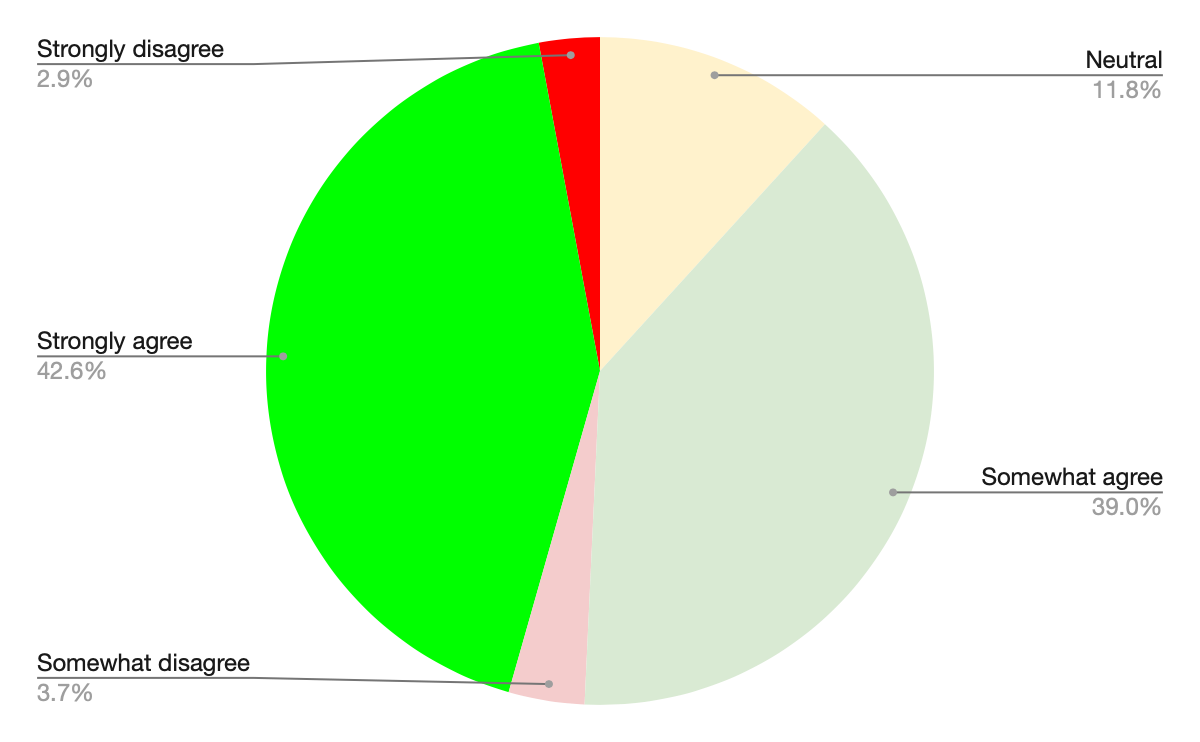 Strongly disagree
2.9%
Neutral
11.8%
Strongly agree
42.6%
Somewhat agree
39.0%
Somewhat disagree
3.7%